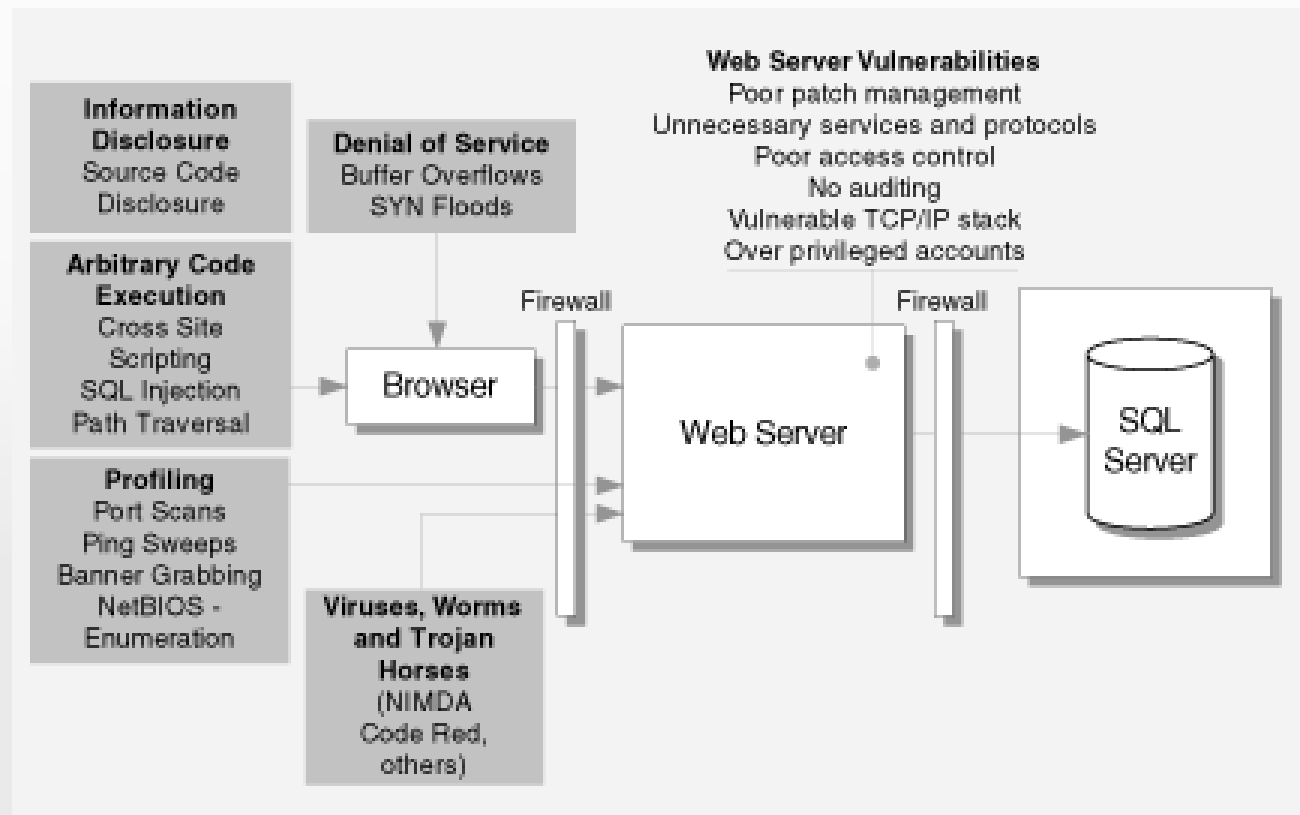 Information
Disclosure
Source Code
Disclosure
Arbitrary Code
Execution
Cross Site
Scripting
SQL Injection
Path Traversal
Profiling
Port Scans
Ping Sweeps
Banner Grabbing
NetBIOS -
Enumeration
Denial of Service
Buffer Overflows
SYN Floods
Browser
Viruses, Worms
and Trojan
Horses
(NIMDA
Code Red,
others)
Firewall
Web Server Vulnerabilities
Poor patch management
Unnecessary services and protocols
Poor access control
No auditing
Vulnerable TCP/IP stack
Over privileged accounts
Web Server
Firewall
SQL
Server